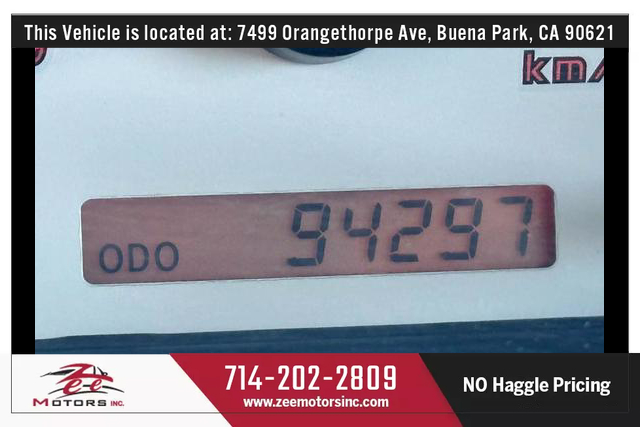 This Vehicle is located at: 7499 Orangethorpe Ave, Buena Park, CA 90621
km/
ODO 94297
Zee
MOTORS INC.
714-202-2809
www.zeemotorsinc.com
NO Haggle Pricing